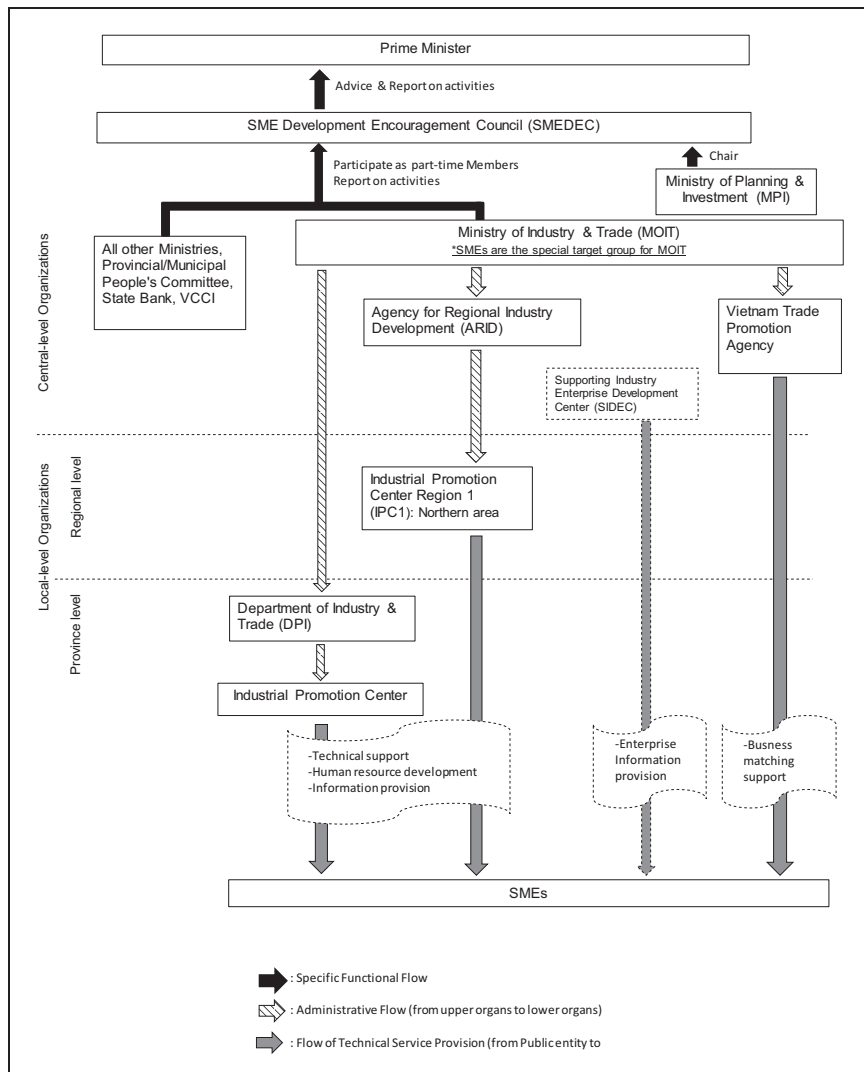 Prime Minister
Advice & Report on activities
SME Development Encouragement Council (SMEDEC)
Participate as part-time Members
Report on activities
Chair
Ministry of Planning &
Investment (MPI)
Ministry of Industry & Trade (MOIT)
*SMEs are the special target group for MOIT
All other Ministries,
Provincial/Municipal
People's Committee,
State Bank, VCCI
Central-level Organizations
Agency for Regional Industry
Development (ARID)
Vietnam Trade
Promotion
Agency
Supporting Industry
Enterprise Development
Center (SIDEC)
Local-level Organizations
Regional level
Industrial Promotion
Center Region 1
(IPC1): Northern area
Province level
Department of Industry &
Trade (DPI)
Industrial Promotion Center
-Technical support
-Human resource development
-Information provision
-Enterprise
Information
provision
-Business
matching
support
SMEs
: Specific Functional Flow
: Administrative Flow (from upper organs to lower organs)
: Flow of Technical Service Provision (from Public entity to